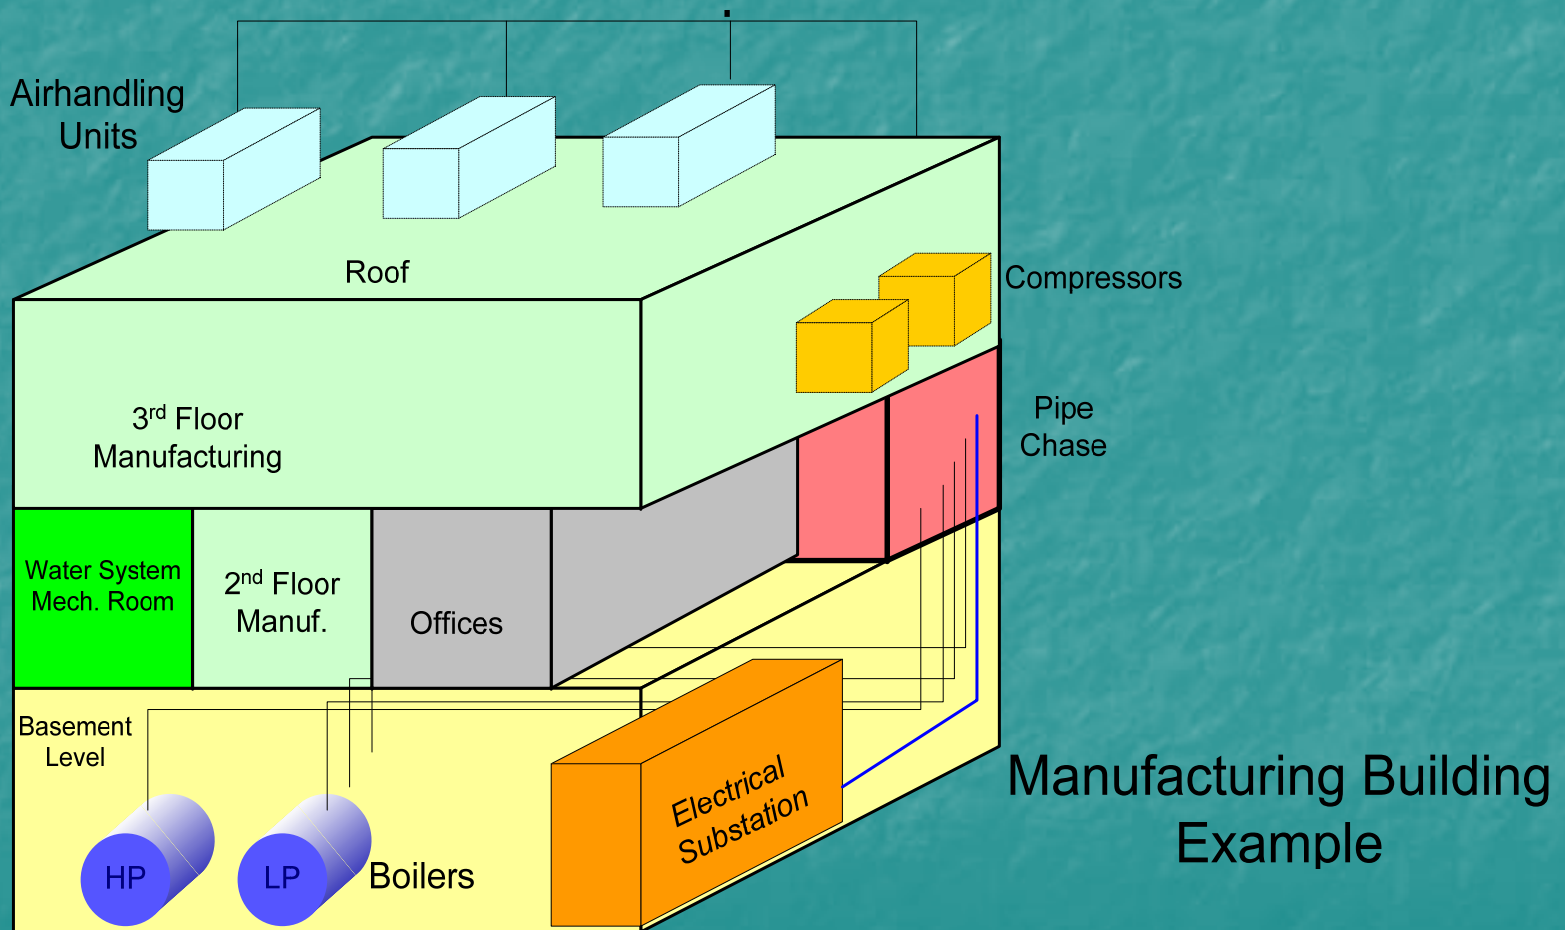 .
Airhandling
Units
Roof
Compressors
3rd Floor
Manufacturing
Pipe
Chase
Water System
Mech. Room
2nd Floor
Manuf.
Offices
Basement
Level
Electrical
Substation
Manufacturing Building
Example
HP
LP
Boilers